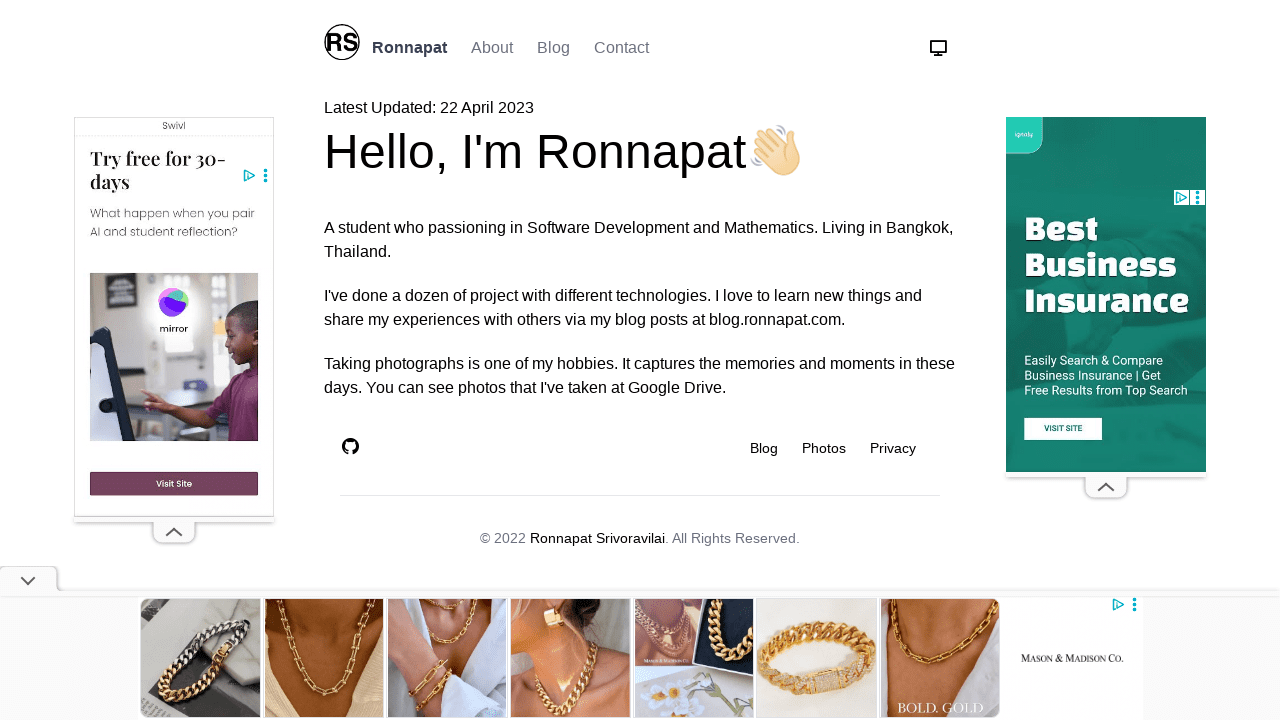 RS
Ronnapat About Blog Contact
Latest Updated: 22 April 2023
Hello, I'm Ronnapat
A student who passioning in Software Development and Mathematics. Living in Bangkok,
Thailand.
I've done a dozen of project with different technologies. I love to learn new things and
share my experiences with others via my blog posts at blog.ronnapat.com.
Taking photographs is one of my hobbies. It captures the memories and moments in these
days. You can see photos that I've taken at Google Drive.
Blog Photos Privacy
© 2022 Ronnapat Srivoravilai. All Rights Reserved.
Swivl
Try free for 30-
days
What happen when you pair
AI and student reflection?
mirror
Visit Site
ignaly
Best
Business
Insurance
Easily Search & Compare
Business Insurance | Get
Free Results from Top Search
VISIT SITE
MASON & MADISON CO.
BOLD. GOLD
MASON & MADISON CO.